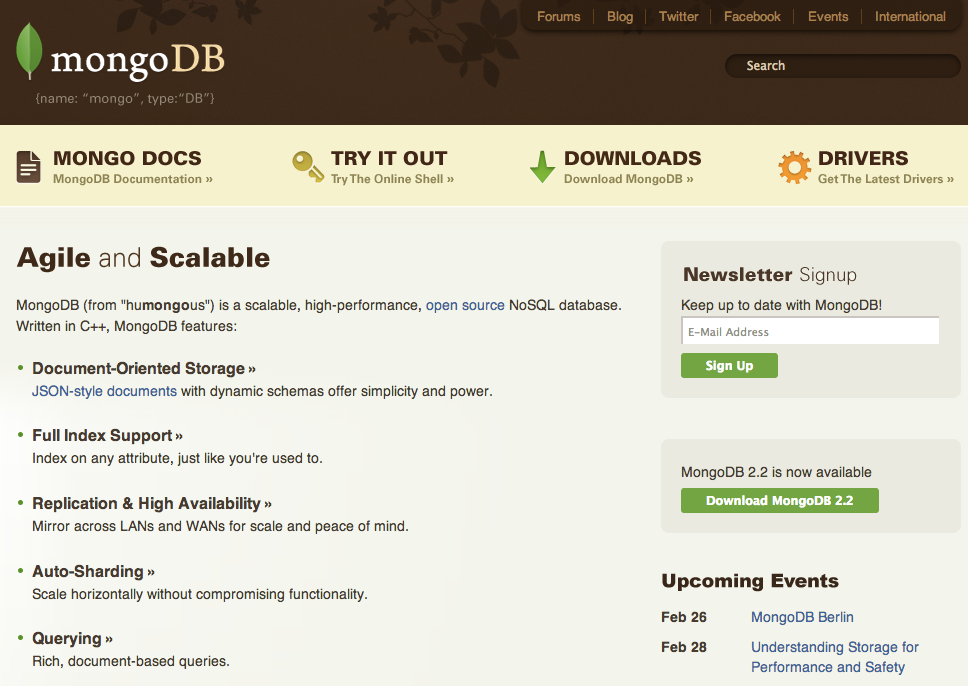 Forums
Blog
Twitter
Facebook
Events
International
mongoDB
{name: “mongo”, type:“DB”}
Search
MONGO DOCS
MongoDB Documentation »
TRY IT OUT
Try The Online Shell »
DOWNLOADS
Download MongoDB »
DRIVERS
Get The Latest Drivers »
Agile and Scalable
MongoDB (from "humongous") is a scalable, high-performance, open source NoSQL database.
Written in C++, MongoDB features:
Document-Oriented Storage »
JSON-style documents with dynamic schemas offer simplicity and power.
Full Index Support »
Index on any attribute, just like you're used to.
Replication & High Availability »
Mirror across LANs and WANs for scale and peace of mind.
Auto-Sharding »
Scale horizontally without compromising functionality.
Querying »
Rich, document-based queries.
Newsletter Signup
Keep up to date with MongoDB!
E-Mail Address
Sign Up
MongoDB 2.2 is now available
Download MongoDB 2.2
Upcoming Events
Feb 26 MongoDB Berlin
Feb 28 Understanding Storage for
Performance and Safety